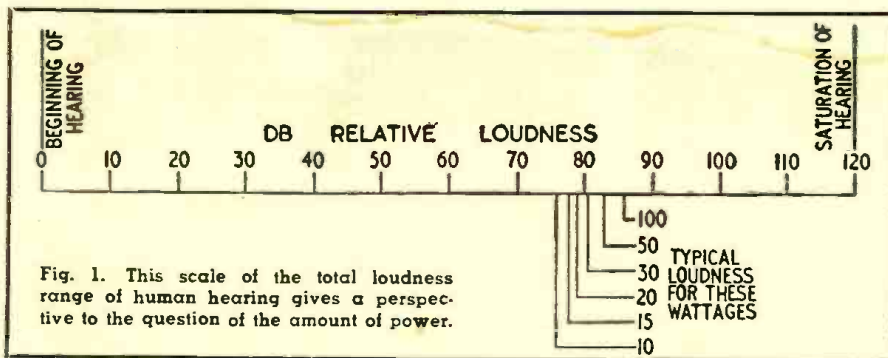 BEGINNING OF
HEARING
SATURATION OF
HEARING
DB RELATIVE LOUDNESS
0 10 20 30 40 50 60 70 80 90 100 110 120
100
50
30
20
15
10
TYPICAL
LOUDNESS
FOR THESE
WATTAGES
Fig. 1. This scale of the total loudness
range of human hearing gives a perspec-
tive to the question of the amount of power.